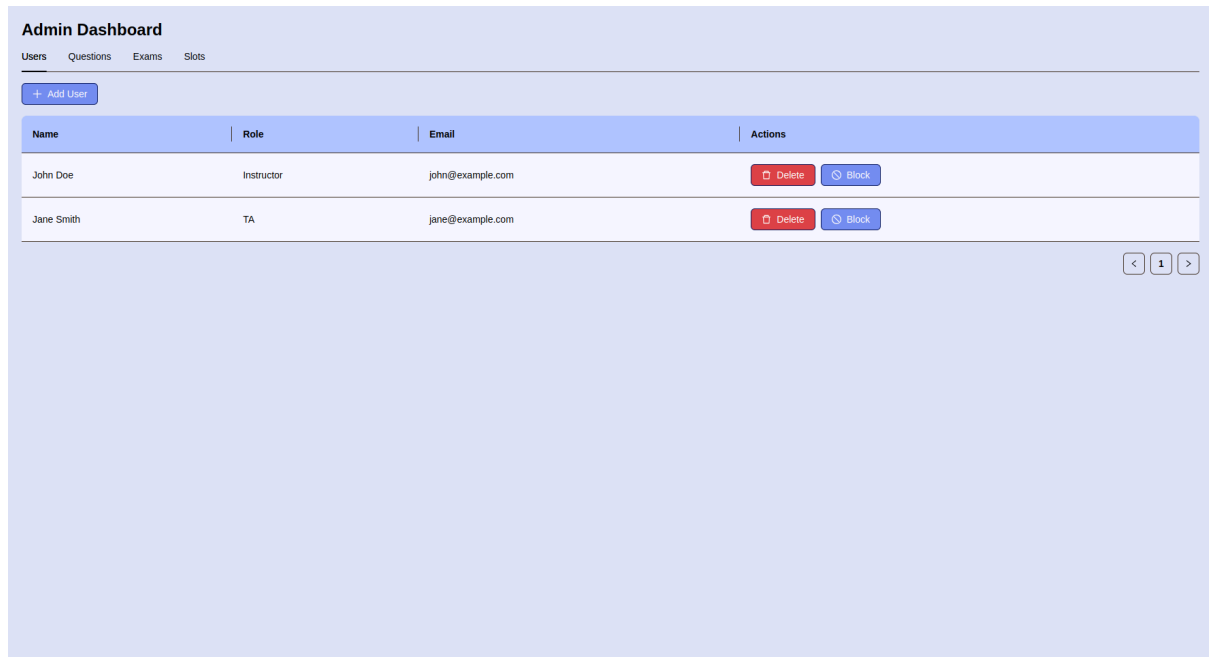 Admin Dashboard
Users Questions Exams Slots
+ Add User
Name Role Email Actions
John Doe Instructor john@example.com Delete Block
Jane Smith TA jane@example.com Delete Block
< 1 >